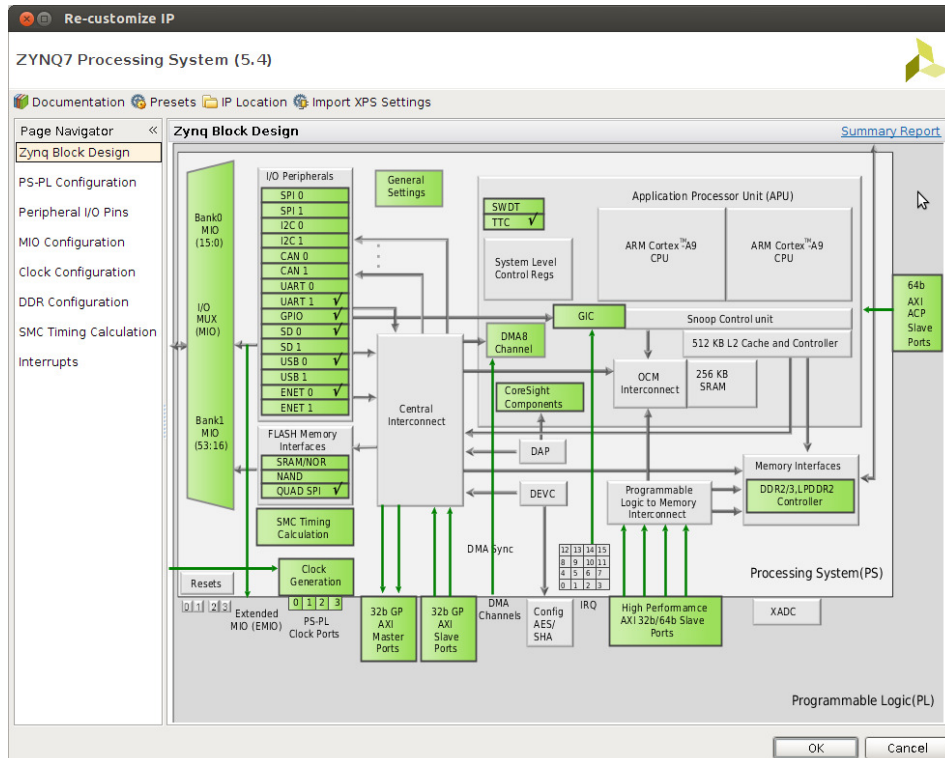 Re-customize IP
ZYNQ7 Processing System (5.4)
Documentation Presets IP Location Import XPS Settings
Page Navigator «
Zynq Block Design
PS-PL Configuration
Peripheral I/O Pins
MIO Configuration
Clock Configuration
DDR Configuration
SMC Timing Calculation
Interrupts
Zynq Block Design
Summary Report
Bank0
MIO
(15:0)
I/O
MUX
(MIO)
Bank1
MIO
(53:16)
I/O Peripherals
SPI 0
SPI 1
I2C 0
I2C 1
CAN 0
CAN 1
UART 0
UART 1 ✓
GPIO ✓
SD 0 ✓
SD 1
USB 0 ✓
USB 1
ENET 0 ✓
ENET 1
FLASH Memory
Interfaces
SRAM/NOR
NAND
QUAD SPI ✓
SMC Timing
Calculation
General
Settings
Application Processor Unit (APU)
SWDT
TTC ✓
System Level
Control Regs
ARM Cortex™-A9
CPU
ARM Cortex™-A9
CPU
GIC
Snoop Control unit
512 KB L2 Cache and Controller
OCM
Interconnect
256 KB
SRAM
64b
AXI
ACP
Slave
Ports
DMA8
Channel
CoreSight
Components
Central
Interconnect
DAP
DEVC
Programmable
Logic to Memory
Interconnect
Memory Interfaces
DDR2/3,LPDDR2
Controller
DMA Sync
12 13 14 15
8 9 10 11
4 5 6 7
0 1 2 3
Processing System(PS)
Resets
0 1 2 3
Clock
Generation
0 1 2 3
Extended
MIO (EMIO)
PS-PL
Clock Ports
32b GP
AXI
Master
Ports
32b GP
AXI
Slave
Ports
DMA
Channels
Config
AES/
SHA
IRQ
High Performamce
AXI 32b/64b Slave
Ports
XADC
Programmable Logic(PL)
OK
Cancel